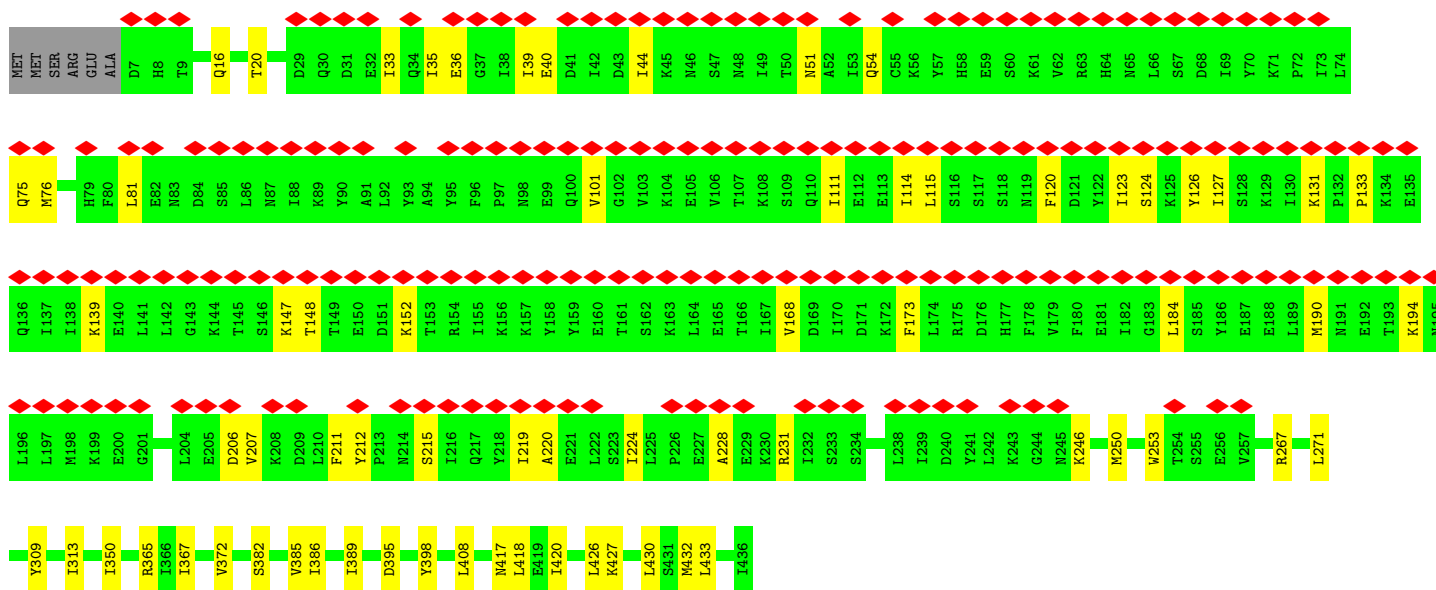 MET MET SER ARG GLU ALA D7 H8 T9 Q16 T20 D29 Q30 D31 E32 I33 Q34 I35 E36 G37 I38 I39 E40 D41 I42 D43 I44 K45 N46 S47 N48 I49 T50 N51 A52 I53 Q54 C55 K56 Y57 H58 E59 S60 K61 V62 R63 H64 N65 L66 S67 D68 I69 Y70 K71 P72 I73 L74
Q75 M76 H79 F80 L81 E82 N83 D84 S85 L86 N87 I88 K89 Y90 A91 L92 Y93 A94 Y95 F96 P97 N98 E99 Q100 V101 G102 V103 K104 E105 V106 T107 K108 S109 Q110 I111 E112 E113 I114 L115 S116 S117 S118 N119 F120 D121 Y122 I123 S124 K125 Y126 I127 S128 K129 I130 K131 P132 P133 K134 E135
Q136 I137 I138 K139 E140 L141 L142 G143 K144 T145 S146 K147 T148 T149 E150 D151 K152 T153 R154 I155 K156 K157 Y158 Y159 E160 T161 S162 K163 L164 E165 T166 I167 V168 D169 I170 D171 K172 F173 L174 R175 D176 H177 F178 V179 F180 E181 I182 G183 L184 S185 Y186 E187 E188 L189 M190 N191 E192 T193 K194 N195
L196 L197 M198 K199 E200 G201 L204 E205 D206 V207 K208 D209 L210 F211 Y212 P213 N214 S215 I216 Q217 Y218 I219 A220 E221 L222 S223 I224 L225 P226 E227 A228 E229 K230 R231 I232 S233 S234 L238 I239 D240 Y241 L242 K243 G244 N245 K246 M250 W253 T254 S255 E256 V257 R267 L271
Y309 I313 I350 R365 I366 I367 V372 S382 V385 I386 I389 D395 Y398 L408 N417 L418 E419 I420 L426 K427 L430 S431 M432 L433 I436